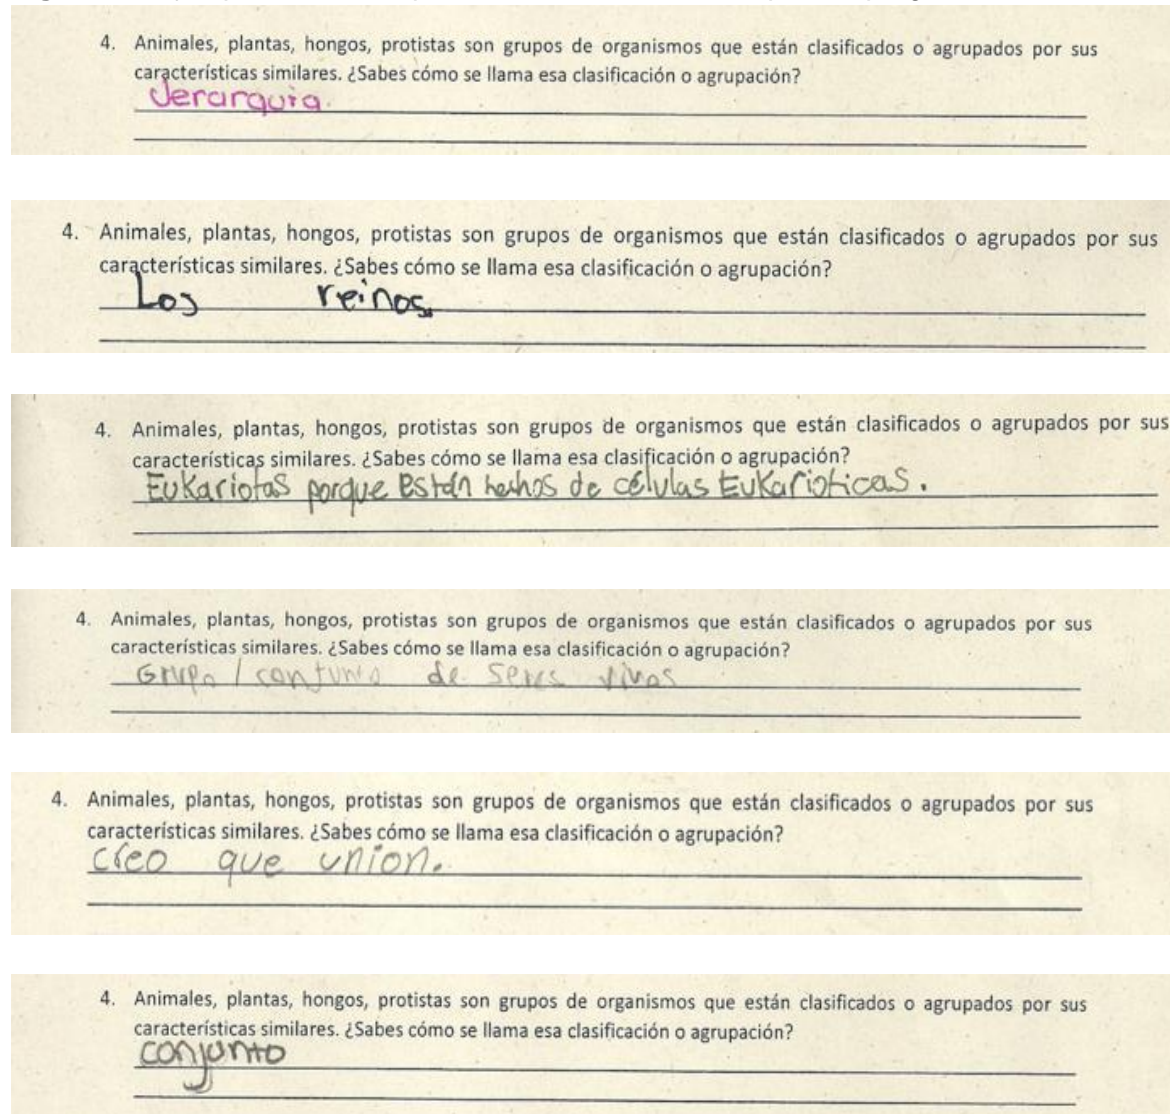 4. Animales, plantas, hongos, protistas son grupos de organismos que están clasificados o agrupados por sus
características similares. ¿Sabes cómo se llama esa clasificación o agrupación?
Jerarquia.
4. Animales, plantas, hongos, protistas son grupos de organismos que están clasificados o agrupados por sus
características similares. ¿Sabes cómo se llama esa clasificación o agrupación?
Los reinos.
4. Animales, plantas, hongos, protistas son grupos de organismos que están clasificados o agrupados por sus
características similares. ¿Sabes cómo se llama esa clasificación o agrupación?
Eukariotas porque están hechos de células Eukarioticas.
4. Animales, plantas, hongos, protistas son grupos de organismos que están clasificados o agrupados por sus
características similares. ¿Sabes cómo se llama esa clasificación o agrupación?
Grupo / conjunto de seres vivos
4. Animales, plantas, hongos, protistas son grupos de organismos que están clasificados o agrupados por sus
características similares. ¿Sabes cómo se llama esa clasificación o agrupación?
creo que union.
4. Animales, plantas, hongos, protistas son grupos de organismos que están clasificados o agrupados por sus
características similares. ¿Sabes cómo se llama esa clasificación o agrupación?
conjunto